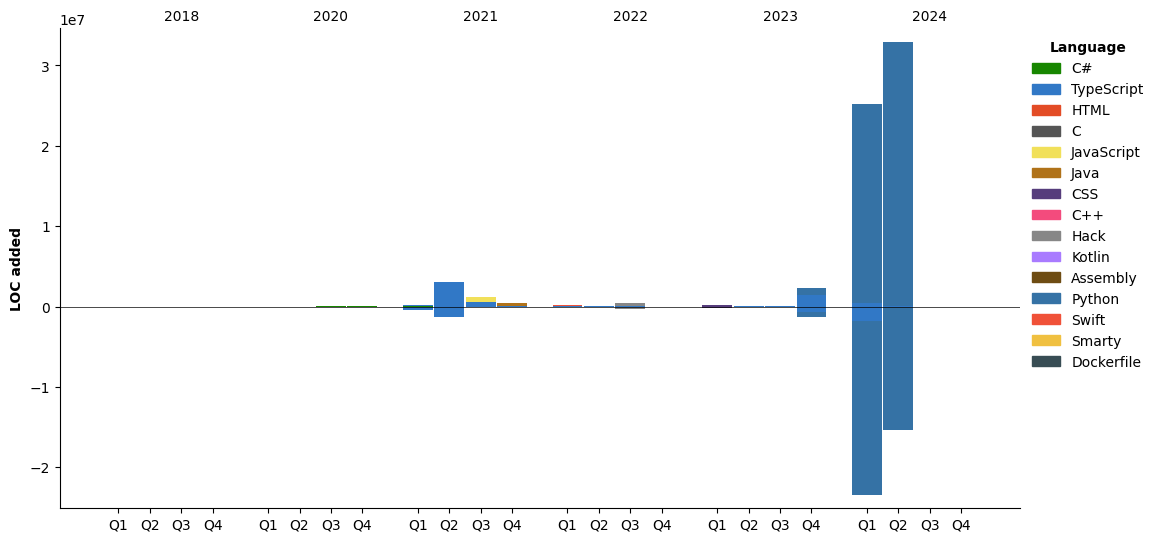 2018 2020 2021 2022 2023 2024
1e7
Language
C#
TypeScript
HTML
C
JavaScript
Java
CSS
C++
Hack
Kotlin
Assembly
Python
Swift
Smarty
Dockerfile
3
2
1
0
−1
−2
LOC added
Q1 Q2 Q3 Q4 Q1 Q2 Q3 Q4 Q1 Q2 Q3 Q4 Q1 Q2 Q3 Q4 Q1 Q2 Q3 Q4 Q1 Q2 Q3 Q4